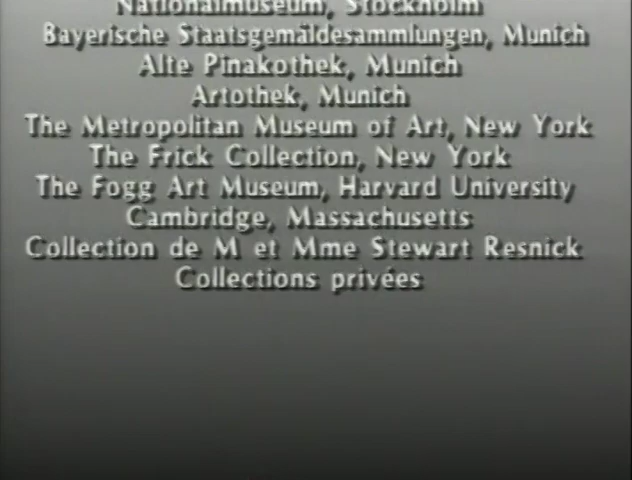 Nationalmuseum, Stockholm
Bayerische Staatsgemäldesammlungen, Munich
Alte Pinakothek, Munich
Artothek, Munich
The Metropolitan Museum of Art, New York
The Frick Collection, New York
The Fogg Art Museum, Harvard University
Cambridge, Massachusetts
Collection de M et Mme Stewart Resnick
Collections privées